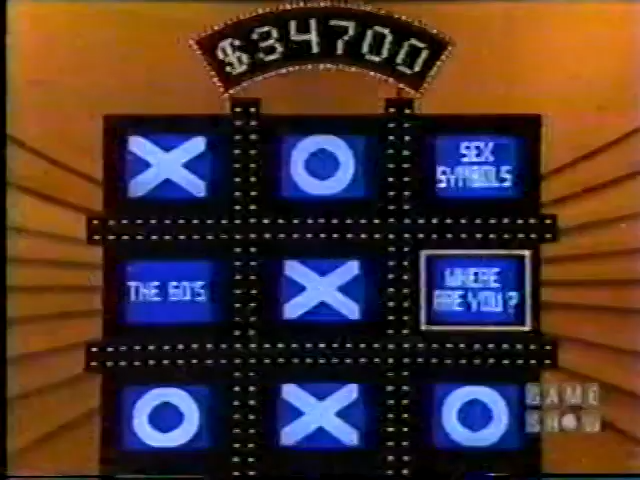 $34700
X O SEX
SYMBOLS
THE 60'S X WHERE
ARE YOU?
O X O
GAME
SHOW